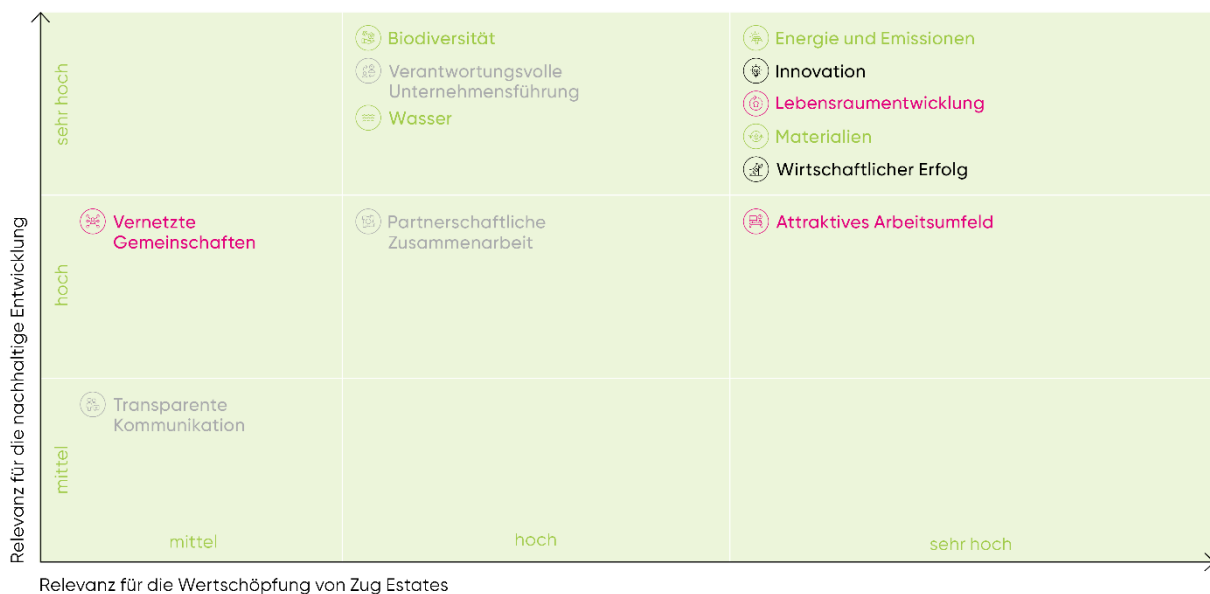 Relevanz für die nachhaltige Entwicklung
sehr hoch
Biodiversität
Verantwortungsvolle
Unternehmensführung
Wasser
Energie und Emissionen
Innovation
Lebensraumentwicklung
Materialien
Wirtschaftlicher Erfolg
hoch
Vernetzte
Gemeinschaften
Partnerschaftliche
Zusammenarbeit
Attraktives Arbeitsumfeld
mittel
Transparente
Kommunikation
mittel
hoch
sehr hoch
Relevanz für die Wertschöpfung von Zug Estates